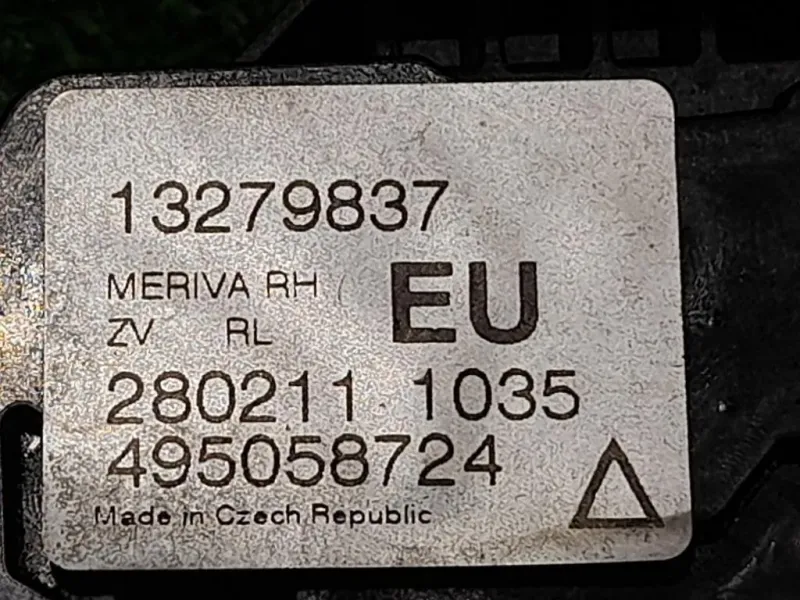 13279837
MERIVA RH
EU
ZV RL
280211 1035
495058724
Made in Czech Republic